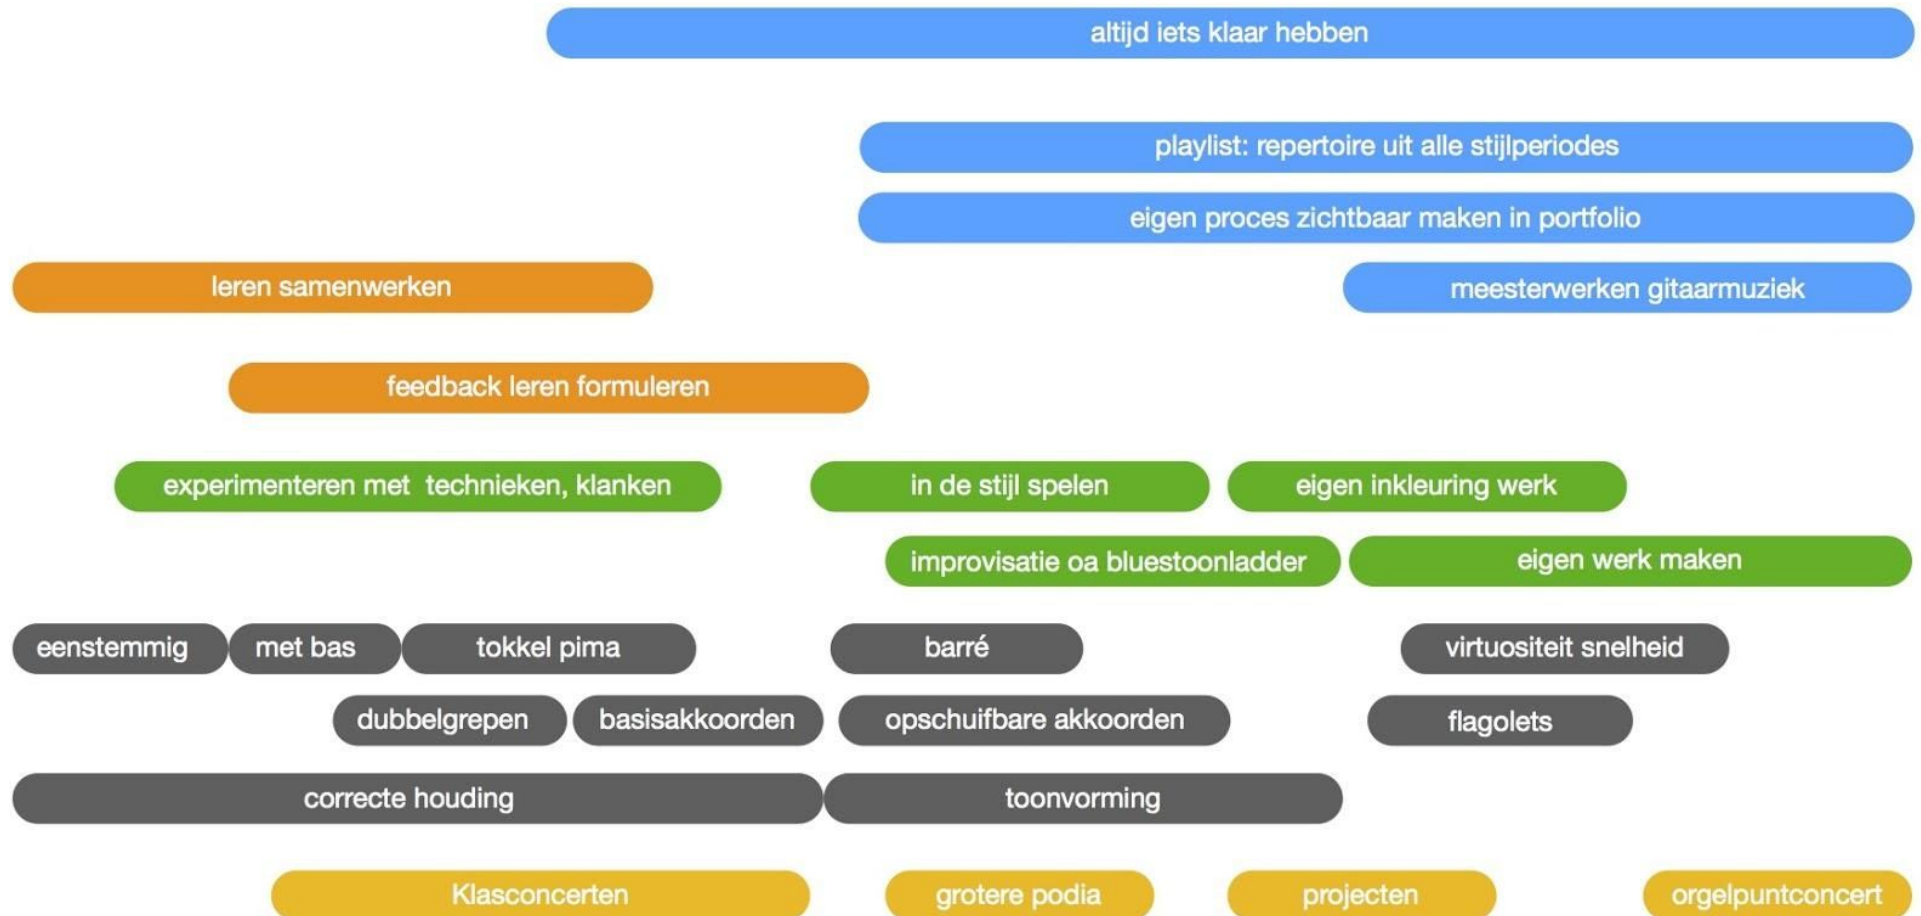 altijd iets klaar hebben
playlist: repertoire uit alle stijlperiodes
eigen proces zichtbaar maken in portfolio
leren samenwerken
meesterwerken gitaarmuziek
feedback leren formuleren
experimenteren met  technieken, klanken
in de stijl spelen
eigen inkleuring werk
improvisatie oa bluestoonladder
eigen werk maken
eenstemmig
met bas
tokkel pima
barré
virtuositeit snelheid
dubbelgrepen
basisakkoorden
opschuifbare akkoorden
flagolets
correcte houding
toonvorming
Klasconcerten
grotere podia
projecten
orgelpuntconcert